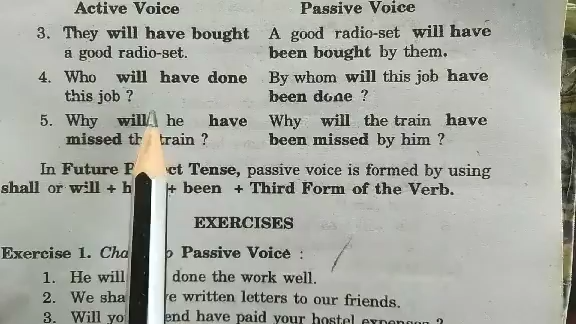 Active Voice Passive Voice
3. They will have bought A good radio-set will have
a good radio-set. been bought by them.
4. Who will have done By whom will this job have
this job ? been done ?
5. Why will he have Why will the train have
missed th train ? been missed by him ?
In Future P ct Tense, passive voice is formed by using
shall or will + h + been + Third Form of the Verb.
EXERCISES
Exercise 1. Cha o Passive Voice :
1. He will done the work well.
2. We sha e written letters to our friends.
3. Will yo end have paid your hostel expenses ?